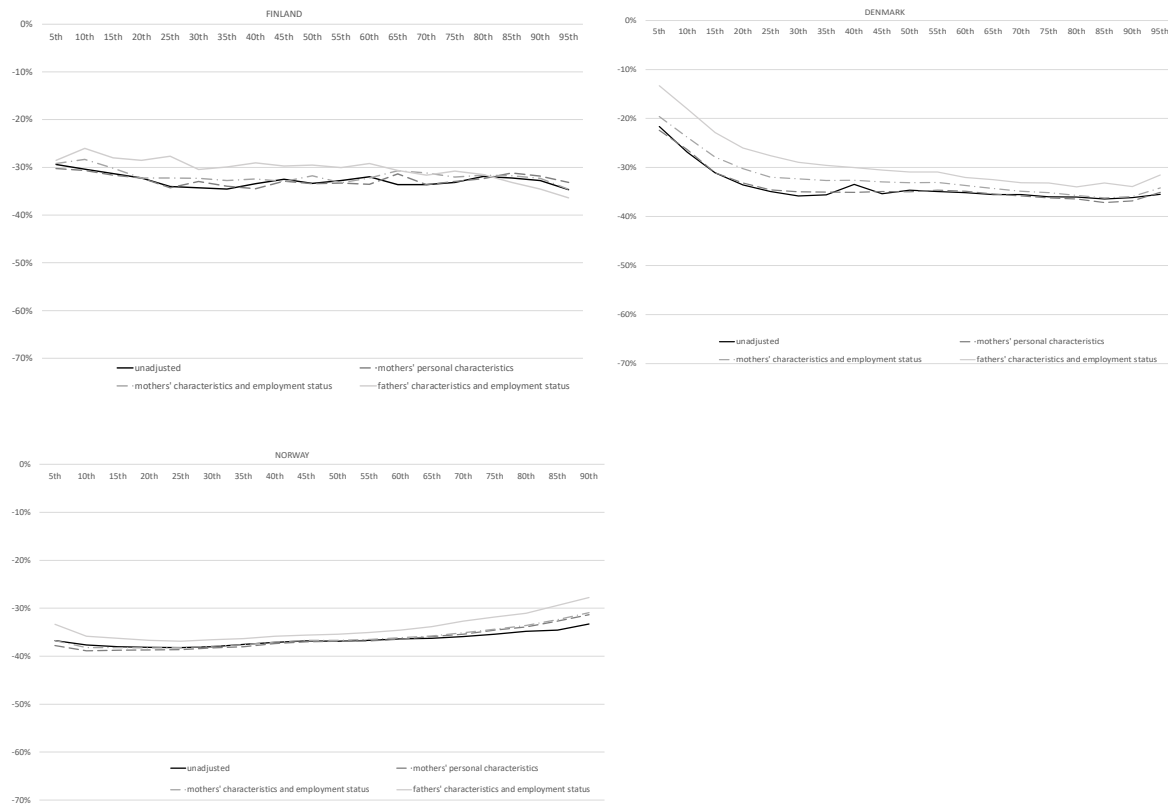 FINLAND
0%
5th 10th 15th 20th 25th 30th 35th 40th 45th 50th 55th 60th 65th 70th 75th 80th 85th 90th 95th
-10%
-20%
-30%
-40%
-50%
-60%
-70%
unadjusted
mothers' personal characteristics
mothers' characteristics and employment status
fathers' characteristics and employment status
DENMARK
0%
5th 10th 15th 20th 25th 30th 35th 40th 45th 50th 55th 60th 65th 70th 75th 80th 85th 90th 95th
-10%
-20%
-30%
-40%
-50%
-60%
-70%
unadjusted
mothers' personal characteristics
mothers' characteristics and employment status
fathers' characteristics and employment status
NORWAY
0%
5th 10th 15th 20th 25th 30th 35th 40th 45th 50th 55th 60th 65th 70th 75th 80th 85th 90th
-10%
-20%
-30%
-40%
-50%
-60%
-70%
unadjusted
mothers' personal characteristics
mothers' characteristics and employment status
fathers' characteristics and employment status